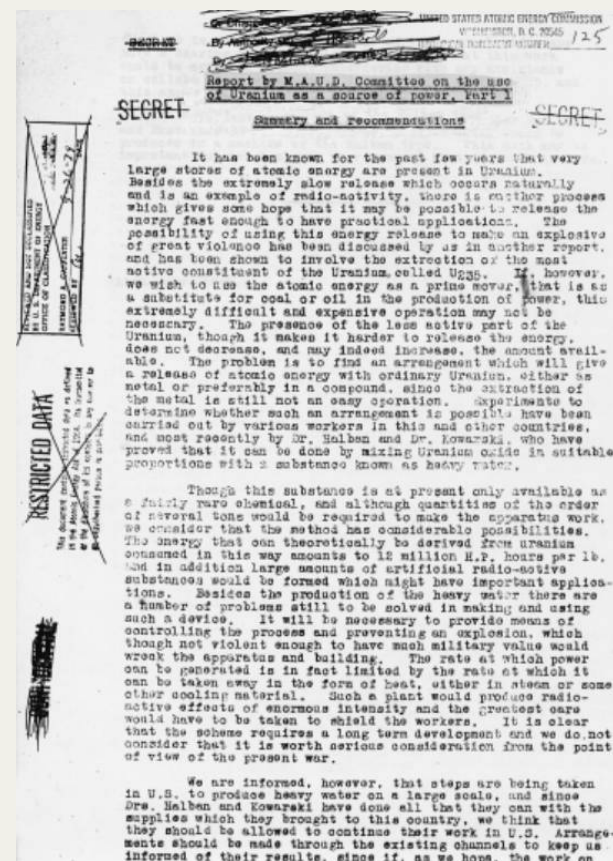 UNITED STATES ATOMIC ENERGY COMMISSION
WASHINGTON, D.C. 20545
125
Report by M.A.U.D. Committee on the use
of Uranium as a source of power, Part I
SECRET
SECRET
Summary and recommendations
It has been known for the past few years that very
large stores of atomic energy are present in Uranium.
Besides the extremely slow release which occurs naturally
and is an example of radio-activity, there is another process
which gives some hope that it may be possible to release the
energy fast enough to have practical applications. The
possibility of using this energy release to make an explosive
of great violence has been discussed by us in another report,
and has been shown to involve the extraction of the most
active constituent of the Uranium, called U235. If, however,
we wish to use the atomic energy as a prime mover, that is as
a substitute for coal or oil in the production of power, this
extremely difficult and expensive operation may not be
necessary. The presence of the less active part of the
Uranium, though it makes it harder to release the energy,
does not decrease, and may indeed increase, the amount avail-
able. The problem is to find an arrangement which will give
a release of atomic energy with ordinary Uranium, either as
metal or preferably in a compound, since the extraction of
the metal is still not an easy operation. Experiments to
determine whether such an arrangement is possible have been
carried out by various workers in this and other countries,
and most recently by Dr. Halban and Dr. Kowarski, who have
proved that it can be done by mixing Uranium oxide in suitable
proportions with a substance known as heavy water.
Though this substance is at present only available as
a fairly rare chemical, and although quantities of the order
of several tons would be required to make the apparatus work,
we consider that the method has considerable possibilities.
The energy that can theoretically be derived from uranium
consumed in this way amounts to 12 million H.P. hours per lb.
and in addition large amounts of artificial radio-active
substances would be formed which might have important applica-
tions. Besides the production of the heavy water there are
a number of problems still to be solved in making and using
such a device. It will be necessary to provide means of
controlling the process and preventing an explosion, which
though not violent enough to have much military value would
wreck the apparatus and building. The rate at which power
can be generated is in fact limited by the rate at which it
can be taken away in the form of heat, either in steam or some
other cooling material. Such a plant would produce radio-
active effects of enormous intensity and the greatest care
would have to be taken to shield the workers. It is clear
that the scheme requires a long term development and we do not
consider that it is worth serious consideration from the point
of view of the present war.
We are informed, however, that steps are being taken
in U.S. to produce heavy water on a large scale, and since
Drs. Halban and Kowarski have done all that they can with the
supplies which they brought to this country, we think that
they should be allowed to continue their work in U.S. Arrange-
ments should be made through the existing channels to keep us
informed of their results, since if, as we hope, the work on
BY U.S. DEPARTMENT OF ENERGY
OFFICE OF CLASSIFICATION
RESTRICTED DATA